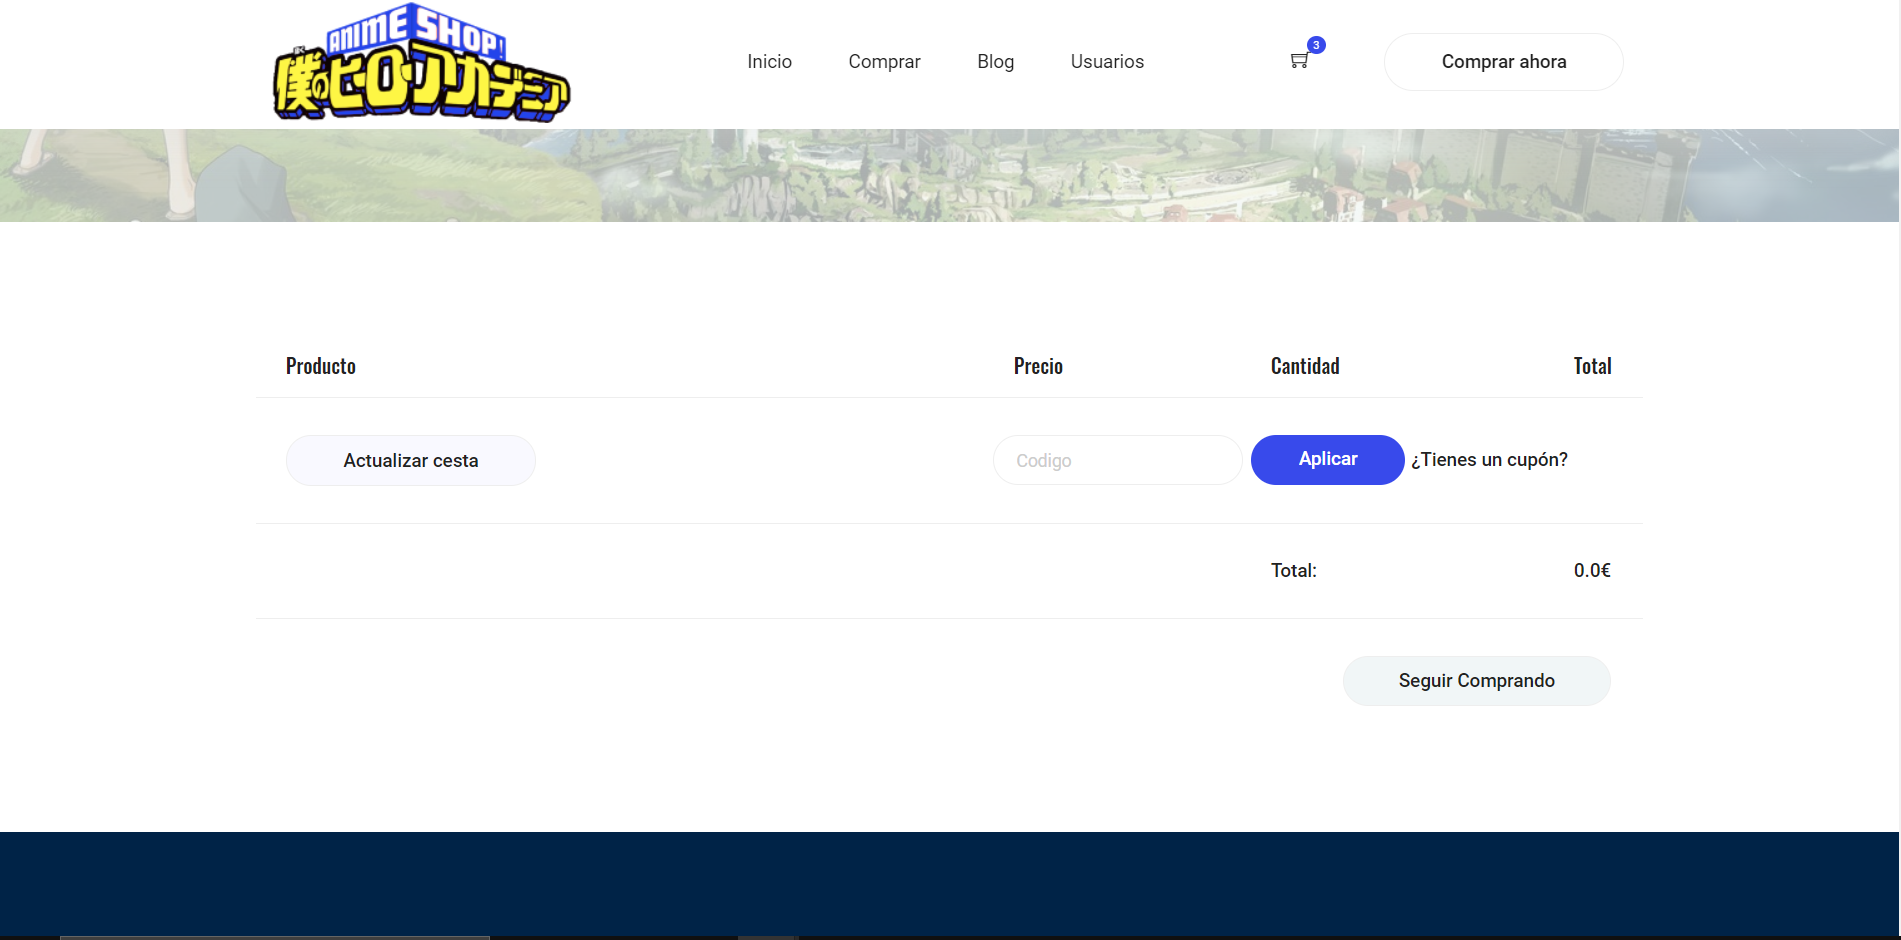 ANIME SHOP!
僕のヒーローアカデミア
Inicio
Comprar
Blog
Usuarios
3
Comprar ahora
Producto
Precio
Cantidad
Total
Actualizar cesta
Codigo
Aplicar
¿Tienes un cupón?
Total:
0.0€
Seguir Comprando